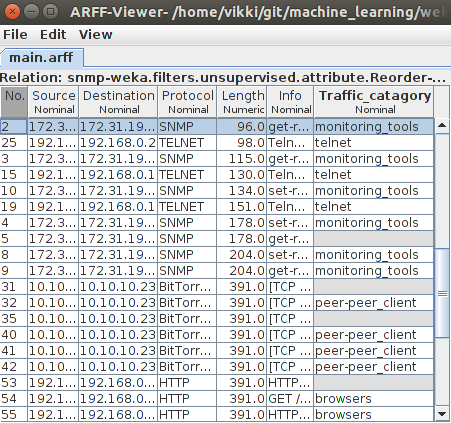 ARFF-Viewer- /home/vikki/git/machine_learning/we
File Edit View
main.arff
Relation: snmp-weka.filters.unsupervised.attribute.Reorder-...
No. Source Destination Protocol Length Info Traffic_catagory
Nominal Nominal Nominal Numeric Nominal Nominal
2 172.3... 172.31.19... SNMP 96.0 get-r... monitoring_tools
25 192.1... 192.168.0.2 TELNET 98.0 Teln... telnet
3 172.3... 172.31.19... SNMP 115.0 get-r... monitoring_tools
15 192.1... 192.168.0.1 TELNET 130.0 Teln... telnet
10 172.3... 172.31.19... SNMP 134.0 set-r... monitoring_tools
19 192.1... 192.168.0.1 TELNET 151.0 Teln... telnet
4 172.3... 172.31.19... SNMP 178.0 set-r... monitoring_tools
5 172.3... 172.31.19... SNMP 178.0 get-r...
8 172.3... 172.31.19... SNMP 204.0 set-r... monitoring_tools
9 172.3... 172.31.19... SNMP 204.0 get-r... monitoring_tools
31 10.10... 10.10.10.23 BitTorr... 391.0 [TCP ...
32 10.10... 10.10.10.23 BitTorr... 391.0 [TCP ... peer-peer_client
35 10.10... 10.10.10.23 BitTorr... 391.0 [TCP ...
40 10.10... 10.10.10.23 BitTorr... 391.0 [TCP ... peer-peer_client
41 10.10... 10.10.10.23 BitTorr... 391.0 [TCP ... peer-peer_client
42 10.10... 10.10.10.23 BitTorr... 391.0 [TCP ... peer-peer_client
53 192.1... 192.168.0... HTTP 391.0 HTTP...
54 192.1... 192.168.0... HTTP 391.0 GET /... browsers
55 192.1... 192.168.0... HTTP 391.0 HTTP... browsers